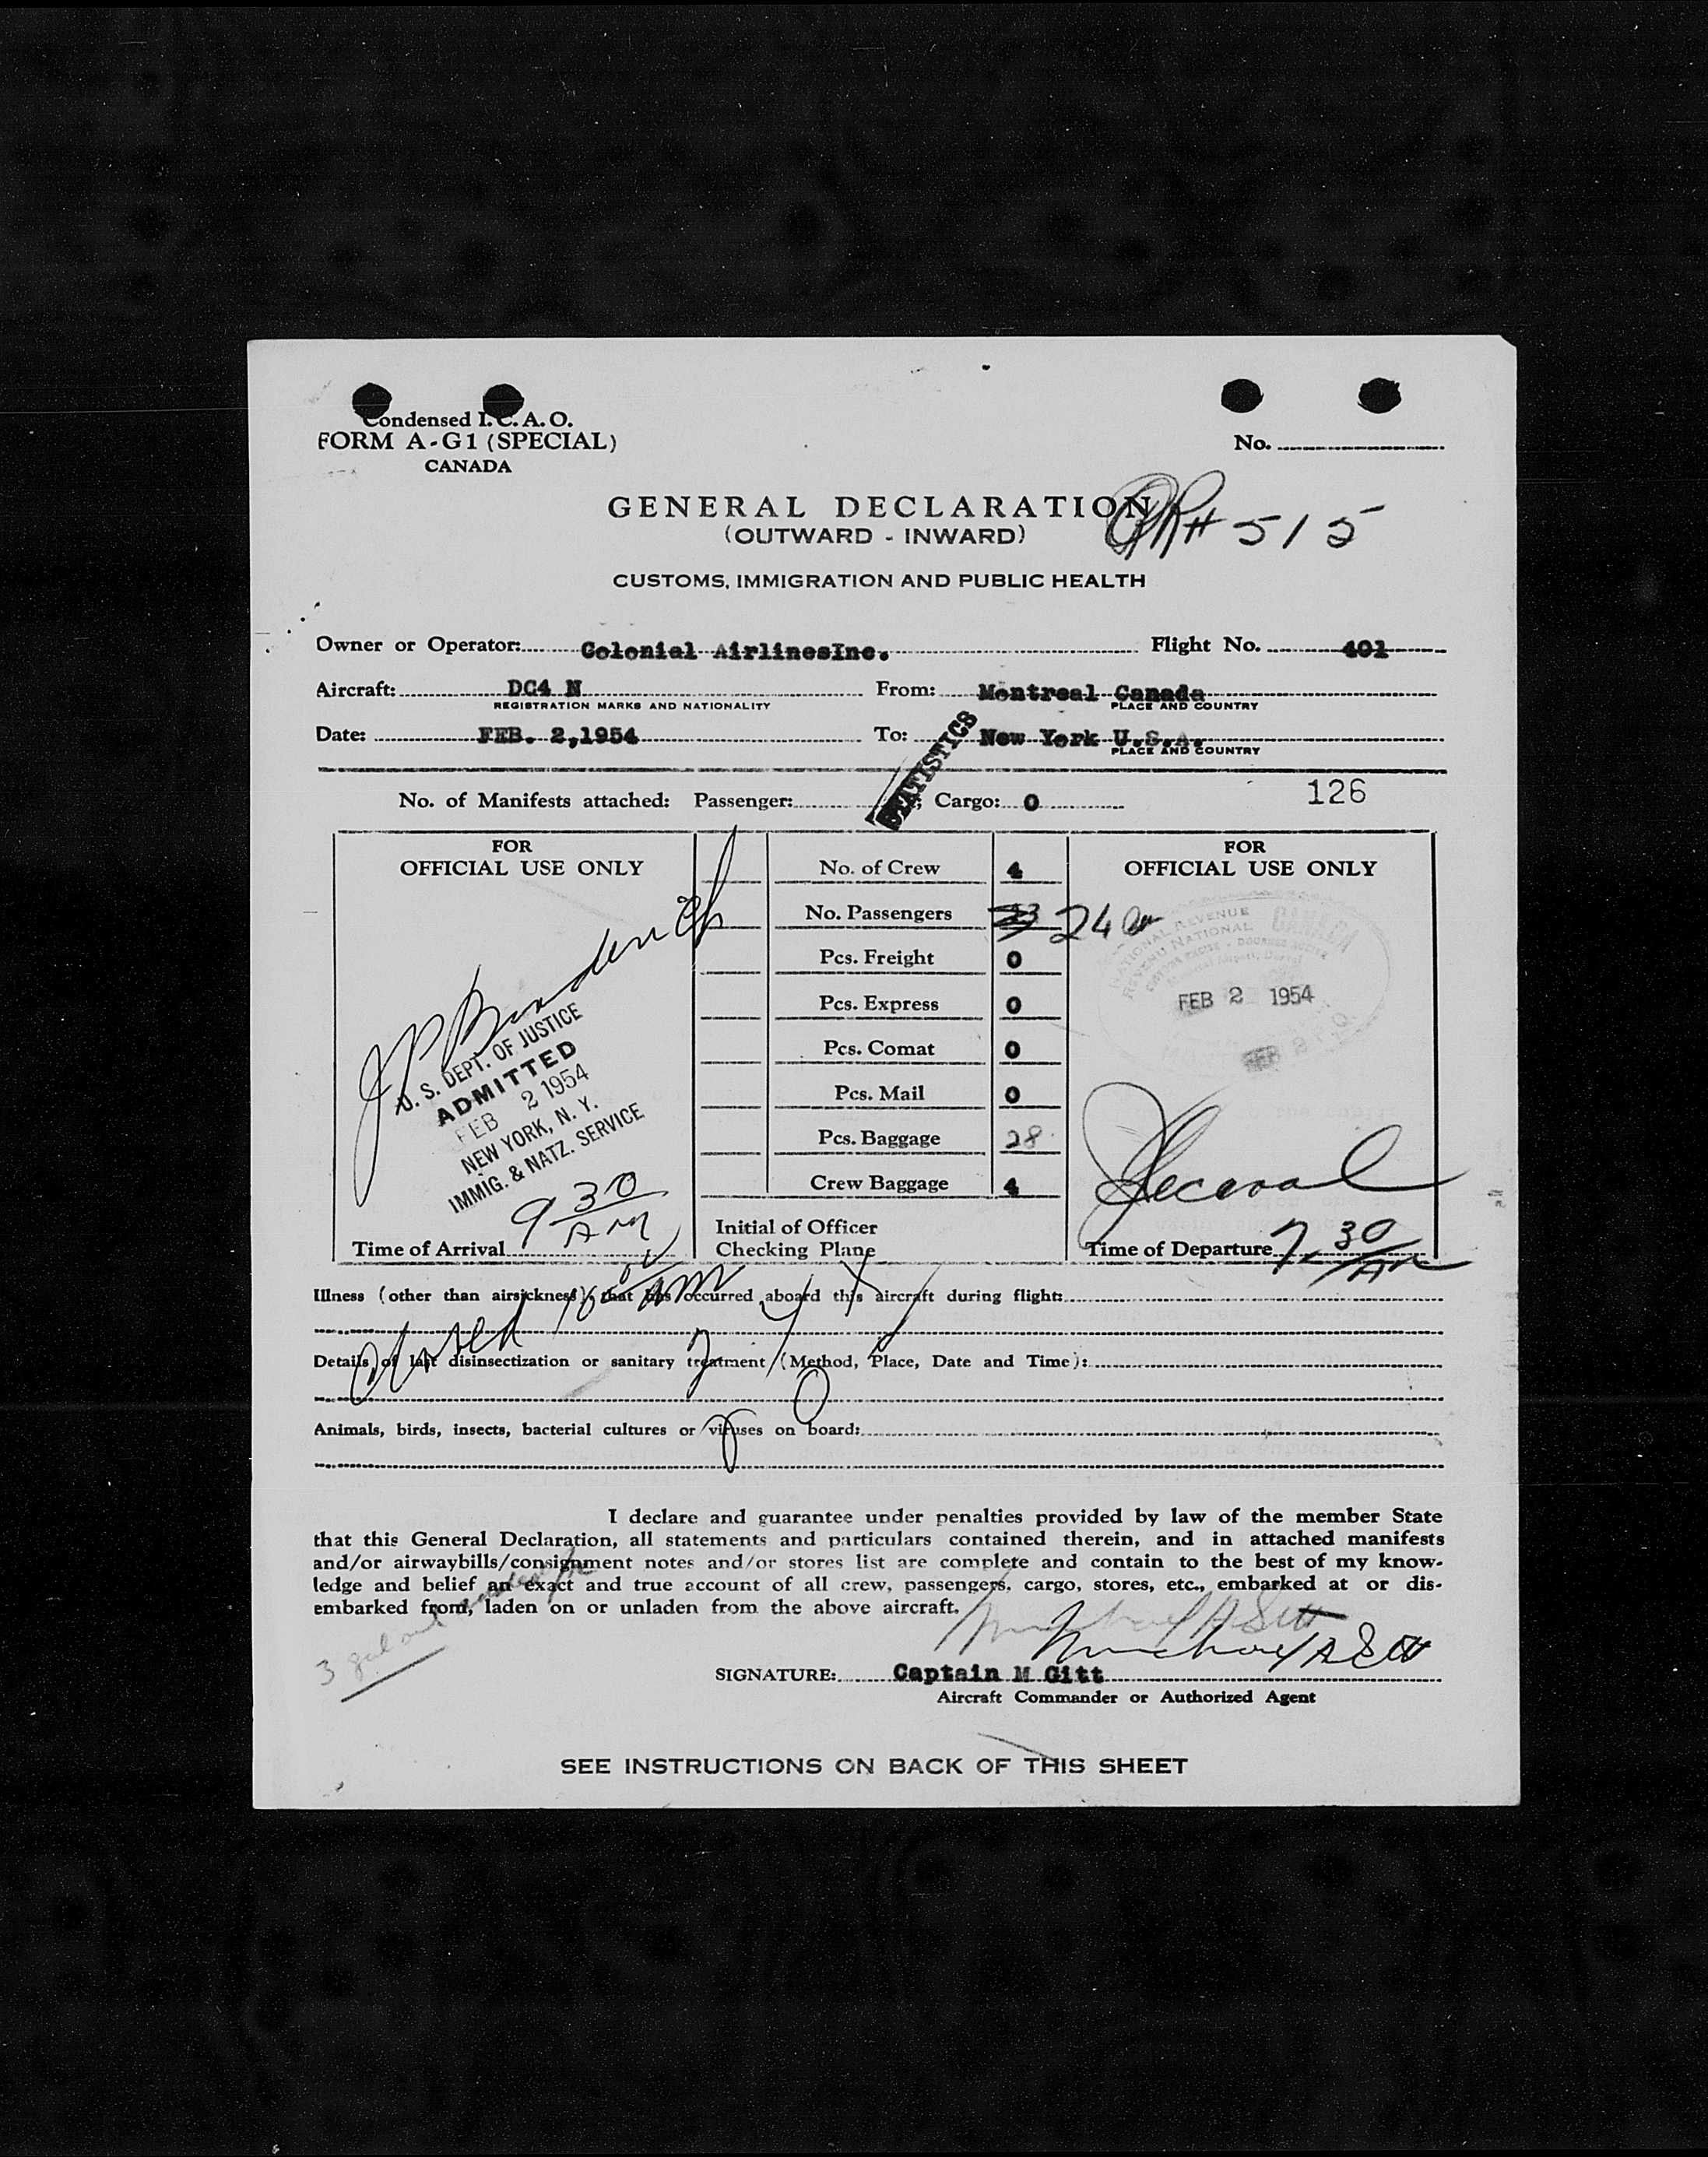 Condensed I.C.A.O.
FORM A-G1 (SPECIAL)
CANADA
No.
GENERAL DECLARATION
(OUTWARD - INWARD)
515
CUSTOMS, IMMIGRATION AND PUBLIC HEALTH
Owner or Operator: Colonial AirlinesInc. Flight No. 401
Aircraft: DC4 N From: Montreal Canada
REGISTRATION MARKS AND NATIONALITY PLACE AND COUNTRY
Date: FEB. 2,1954 To: New York U.S.A.
PLACE AND COUNTRY
STATISTICS
No. of Manifests attached: Passenger: ; Cargo: 0 126
FOR
OFFICIAL USE ONLY
U. S. DEPT. OF JUSTICE
ADMITTED
FEB 2 1954
NEW YORK, N. Y.
IMMIG. & NATZ. SERVICE
Time of Arrival 9 30 AM
No. of Crew 4
No. Passengers 23 24
Pcs. Freight 0
Pcs. Express 0
Pcs. Comat 0
Pcs. Mail 0
Pcs. Baggage 28
Crew Baggage 4
Initial of Officer
Checking Plane
FOR
OFFICIAL USE ONLY
CANADA
FEB 2 1954
Time of Departure 7.30 AM
Illness (other than airsickness), that has occurred aboard this aircraft during flight:
Details of last disinsectization or sanitary treatment (Method, Place, Date and Time):
Animals, birds, insects, bacterial cultures or viruses on board:
I declare and guarantee under penalties provided by law of the member State
that this General Declaration, all statements and particulars contained therein, and in attached manifests
and/or airwaybills/consignment notes and/or stores list are complete and contain to the best of my know-
ledge and belief an exact and true account of all crew, passengers, cargo, stores, etc., embarked at or dis-
embarked from, laden on or unladen from the above aircraft.
SIGNATURE: Captain M Gitt
Aircraft Commander or Authorized Agent
SEE INSTRUCTIONS ON BACK OF THIS SHEET